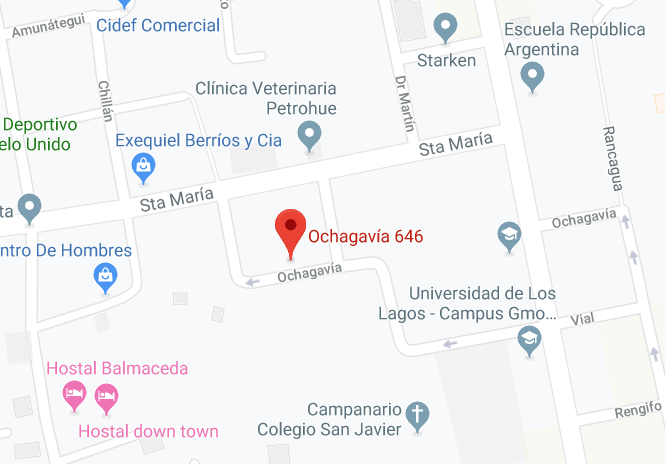 Amunátegui
Cidef Comercial
Escuela República
Argentina
Starken
Clínica Veterinaria
Petrohue
Chillán
Dr Martín
Deportivo
elo Unido
Exequiel Berríos y Cia
Sta María
Rancagua
Sta María
ta
Ochagavía
Ochagavía 646
ntro De Hombres
Ochagavía
Universidad de Los
Lagos - Campus Gmo...
Vial
Hostal Balmaceda
Hostal down town
Campanario
Colegio San Javier
Rengifo